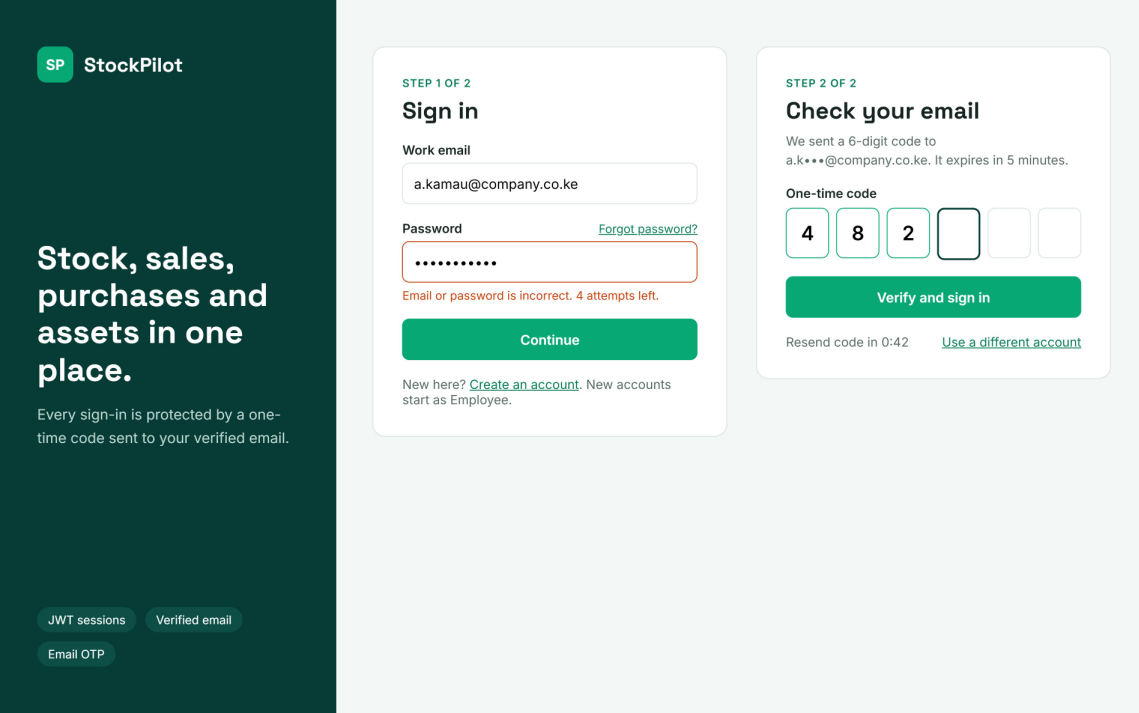 SP StockPilot
Stock, sales,
purchases and
assets in one
place.
Every sign-in is protected by a one-
time code sent to your verified email.
JWT sessions Verified email
Email OTP
STEP 1 OF 2
Sign in
Work email
a.kamau@company.co.ke
Password Forgot password?
•••••••••••
Email or password is incorrect. 4 attempts left.
Continue
New here? Create an account. New accounts
start as Employee.
STEP 2 OF 2
Check your email
We sent a 6-digit code to
a.k•••@company.co.ke. It expires in 5 minutes.
One-time code
4 8 2
Verify and sign in
Resend code in 0:42 Use a different account